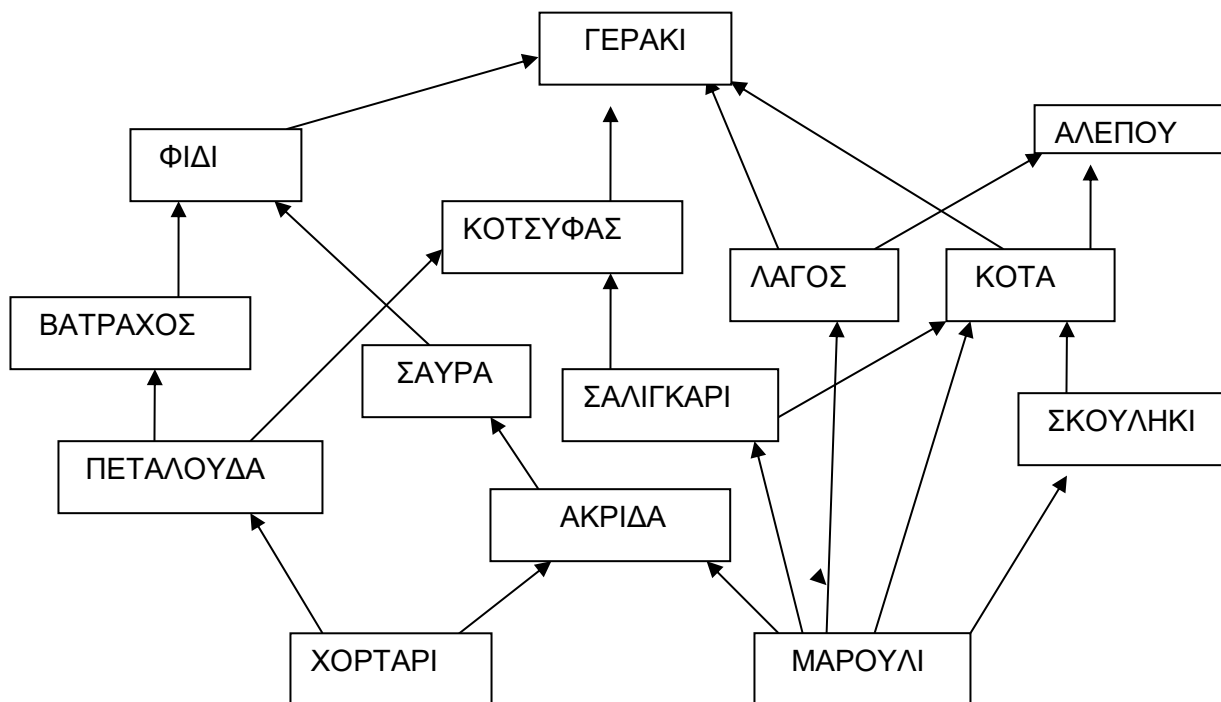 ΓΕΡΑΚΙ
ΑΛΕΠΟΥ
ΦΙΔΙ
ΚΟΤΣΥΦΑΣ
ΛΑΓΟΣ
ΚΟΤΑ
ΒΑΤΡΑΧΟΣ
ΣΑΥΡΑ
ΣΑΛΙΓΚΑΡΙ
ΣΚΟΥΛΗΚΙ
ΠΕΤΑΛΟΥΔΑ
ΑΚΡΙΔΑ
ΧΟΡΤΑΡΙ
ΜΑΡΟΥΛΙ